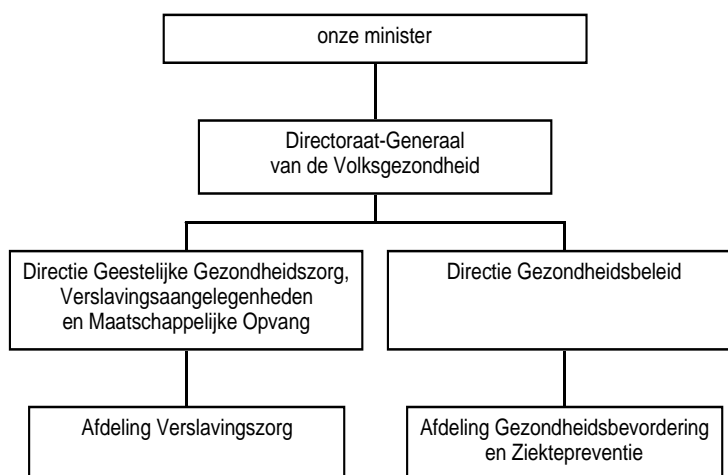 onze minister
Directoraat-Generaal
van de Volksgezondheid
Directie Geestelijke Gezondheidszorg,
Verslavingsaangelegenheden
en Maatschappelijke Opvang
Directie Gezondheidsbeleid
Afdeling Verslavingszorg
Afdeling Gezondheidsbevordering
en Ziektepreventie